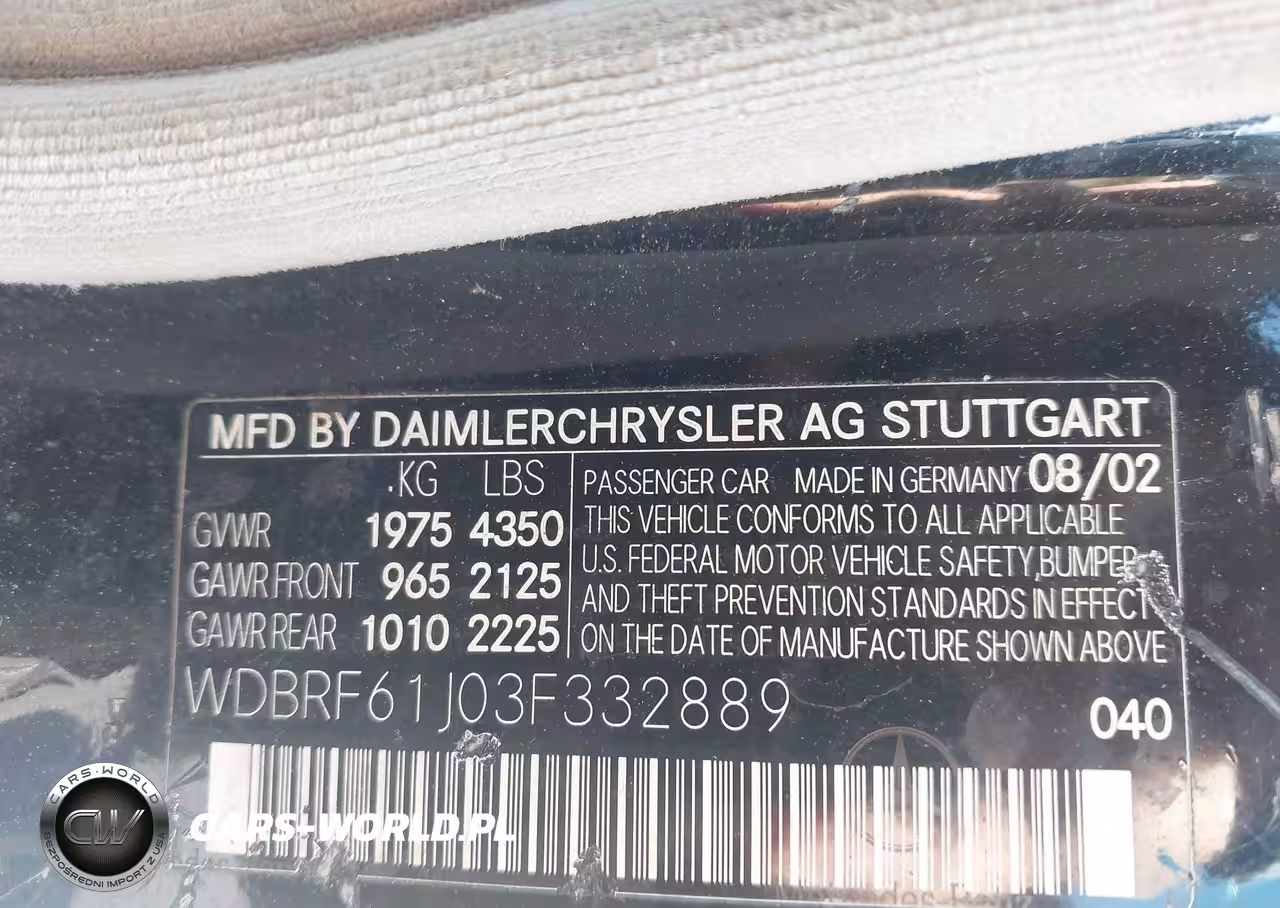 MFD BY DAIMLERCHRYSLER AG STUTTGART
.KG LBS
GVWR 1975 4350
GAWR FRONT 965 2125
GAWR REAR 1010 2225
PASSENGER CAR MADE IN GERMANY 08/02
THIS VEHICLE CONFORMS TO ALL APPLICABLE
U.S. FEDERAL MOTOR VEHICLE SAFETY,BUMPER
AND THEFT PREVENTION STANDARDS IN EFFECT
ON THE DATE OF MANUFACTURE SHOWN ABOVE
WDBRF61J03F332889
040
CARS-WORLD
CW
BEZPOŚREDNI IMPORT Z USA
CARS-WORLD.PL